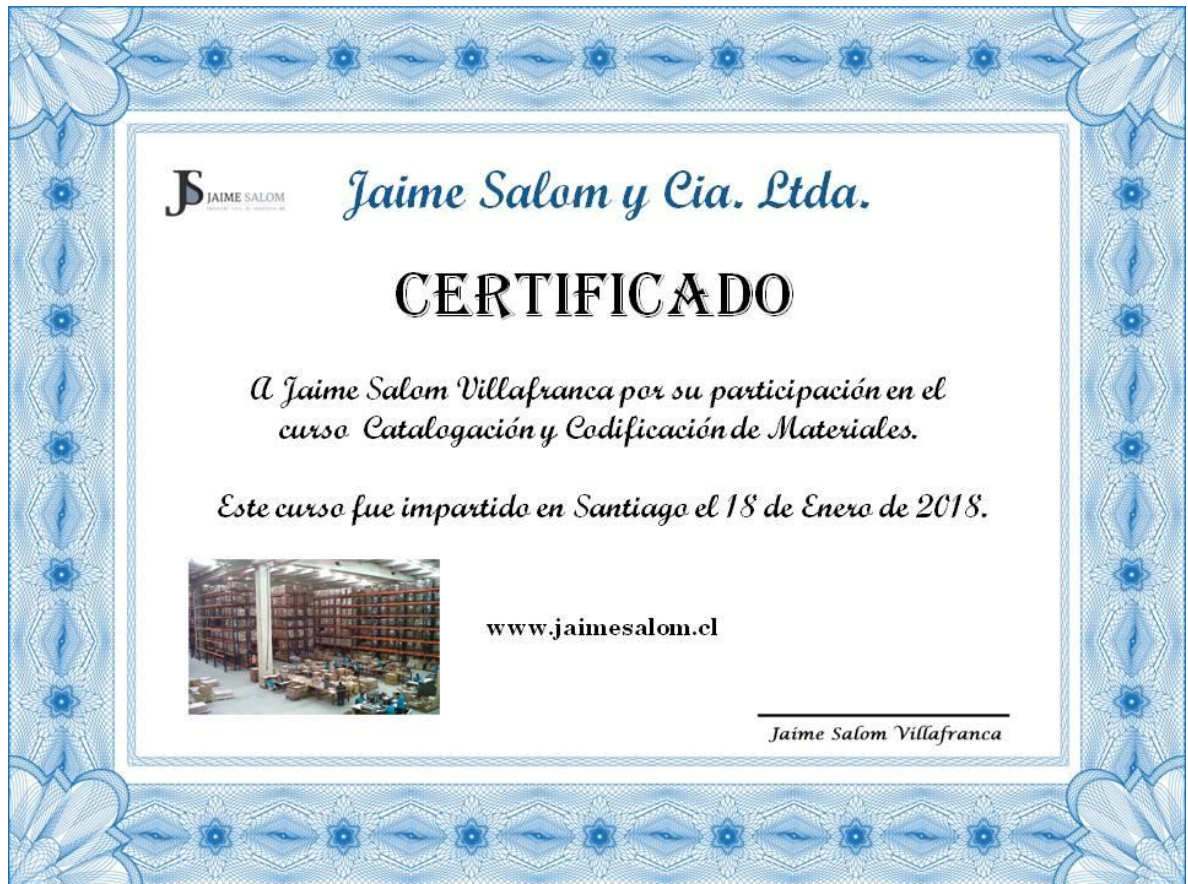 JS JAIME SALOM
Jaime Salom y Cia. Ltda.
CERTIFICADO
A Jaime Salom Villafranca por su participación en el
curso Catalogación y Codificación de Materiales.
Este curso fue impartido en Santiago el 18 de Enero de 2018.
www.jaimesalom.cl
Jaime Salom Villafranca